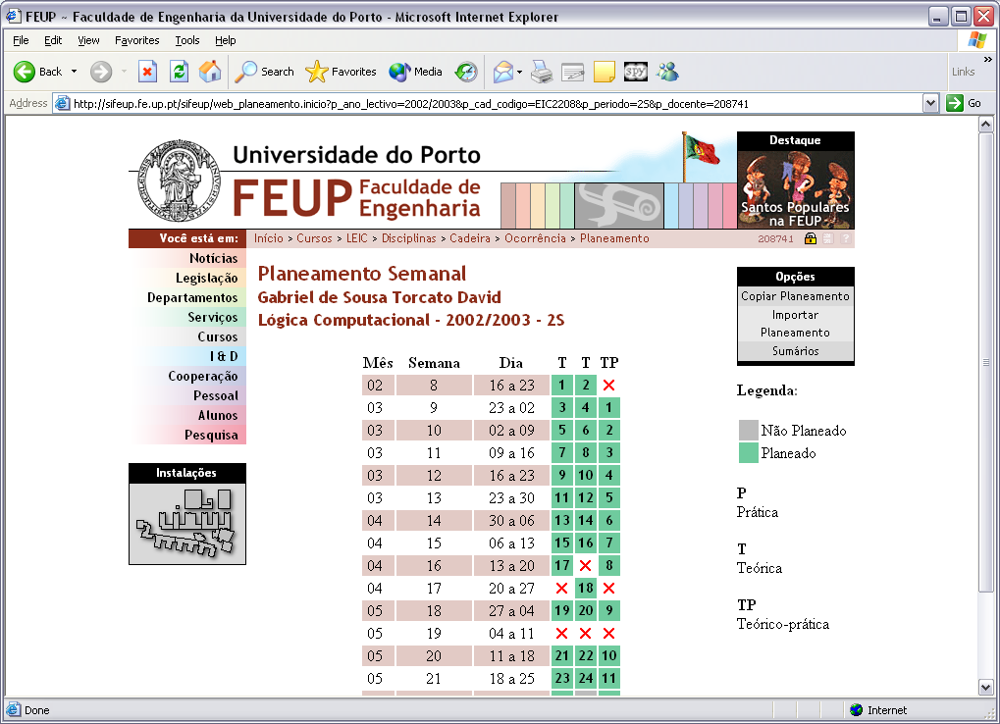 FEUP ~ Faculdade de Engenharia da Universidade do Porto - Microsoft Internet Explorer
File Edit View Favorites Tools Help
Back Search Favorites Media Links »
Address http://sifeup.fe.up.pt/sifeup/web_planeamento.inicio?p_ano_lectivo=2002/2003&p_cad_codigo=EIC2208&p_periodo=2S&p_docente=208741 Go
Universidade do Porto
FEUP Faculdade de
Engenharia
Destaque
Santos Populares
na FEUP
Você está em: Início > Cursos > LEIC > Disciplinas > Cadeira > Ocorrência > Planeamento 208741
Notícias
Legislação
Departamentos
Serviços
Cursos
I & D
Cooperação
Pessoal
Alunos
Pesquisa
Instalações
Planeamento Semanal
Gabriel de Sousa Torcato David
Lógica Computacional - 2002/2003 - 2S
Mês Semana Dia T T TP
02 8 16 a 23 1 2
03 9 23 a 02 3 4 1
03 10 02 a 09 5 6 2
03 11 09 a 16 7 8 3
03 12 16 a 23 9 10 4
03 13 23 a 30 11 12 5
04 14 30 a 06 13 14 6
04 15 06 a 13 15 16 7
04 16 13 a 20 17 8
04 17 20 a 27 18
05 18 27 a 04 19 20 9
05 19 04 a 11
05 20 11 a 18 21 22 10
05 21 18 a 25 23 24 11
Opções
Copiar Planeamento
Importar
Planeamento
Sumários
Legenda:
Não Planeado
Planeado
P
Prática
T
Teórica
TP
Teórico-prática
Done Internet